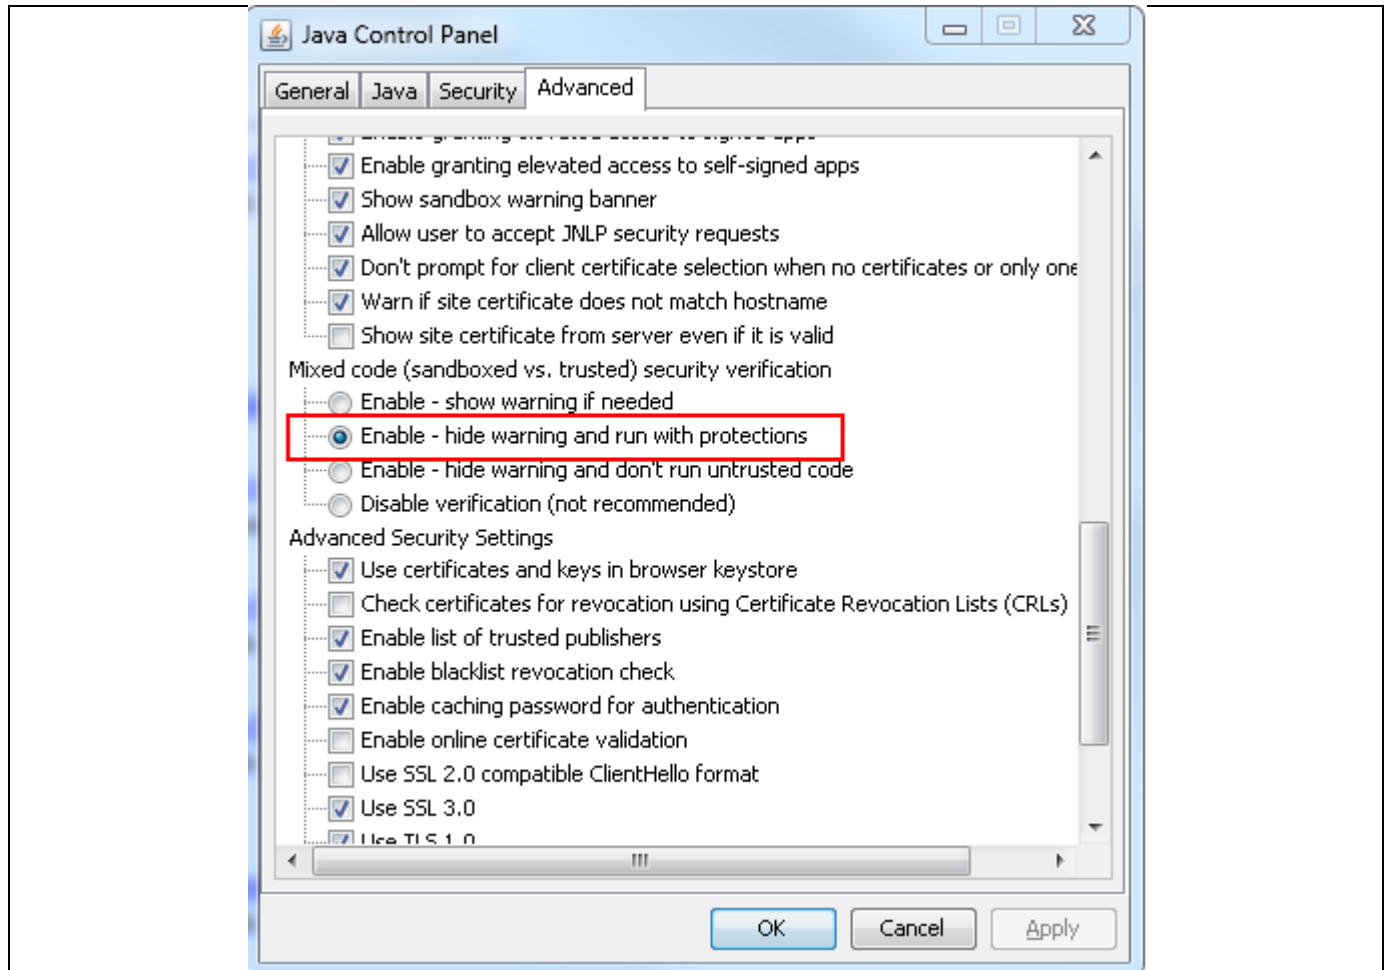 Java Control Panel
General Java Security Advanced
Enable granting elevated access to signed apps
Enable granting elevated access to self-signed apps
Show sandbox warning banner
Allow user to accept JNLP security requests
Don't prompt for client certificate selection when no certificates or only one
Warn if site certificate does not match hostname
Show site certificate from server even if it is valid
Mixed code (sandboxed vs. trusted) security verification
Enable - show warning if needed
Enable - hide warning and run with protections
Enable - hide warning and don't run untrusted code
Disable verification (not recommended)
Advanced Security Settings
Use certificates and keys in browser keystore
Check certificates for revocation using Certificate Revocation Lists (CRLs)
Enable list of trusted publishers
Enable blacklist revocation check
Enable caching password for authentication
Enable online certificate validation
Use SSL 2.0 compatible ClientHello format
Use SSL 3.0
Use TLS 1.0
OK Cancel Apply